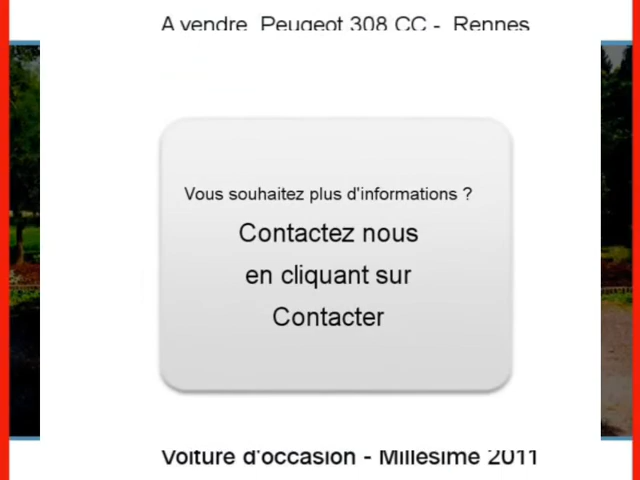 A vendre Peugeot 308 CC - Rennes
Vous souhaitez plus d'informations ?
Contactez nous
en cliquant sur
Contacter
Voiture d'occasion - Millesime 2011